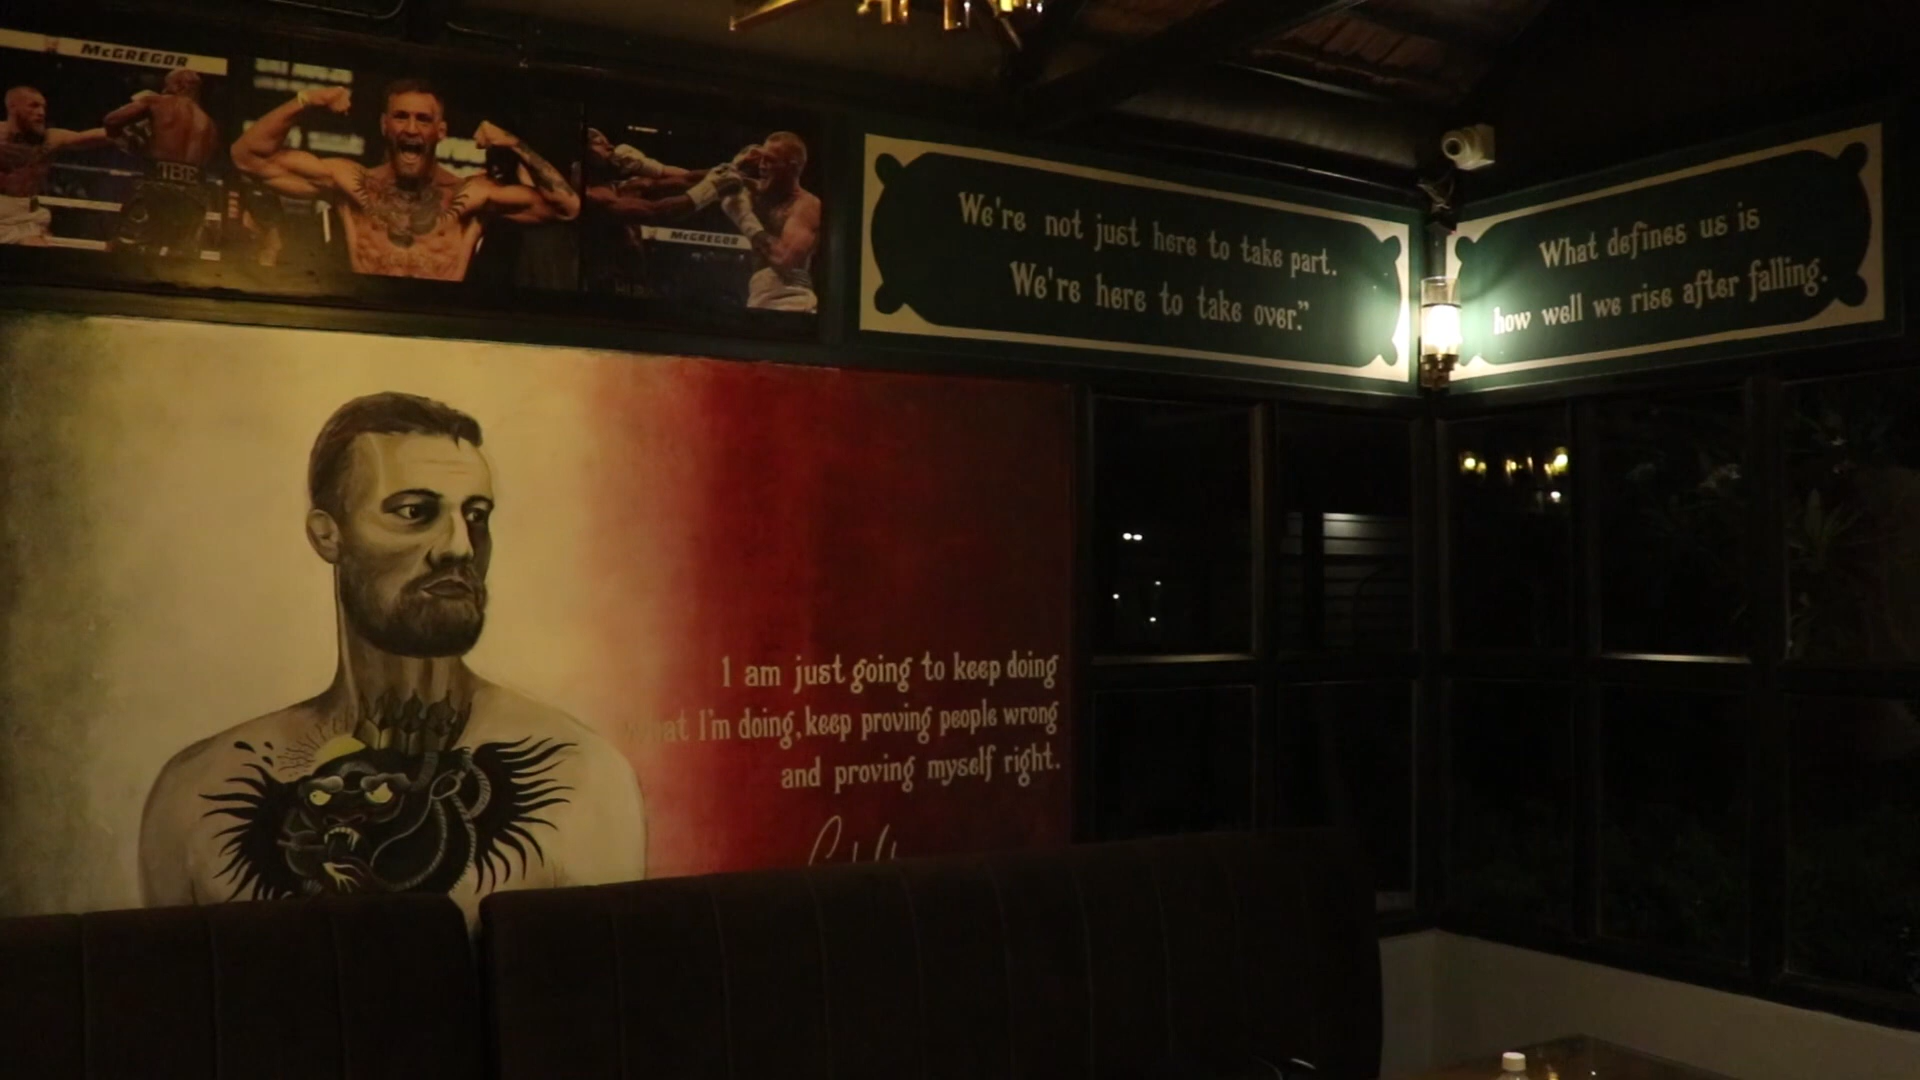 McGREGOR
TBE
McGREGOR
We're not just here to take part.
We're here to take over."
What defines us is
how well we rise after falling.
I am just going to keep doing
what I'm doing, keep proving people wrong
and proving myself right.